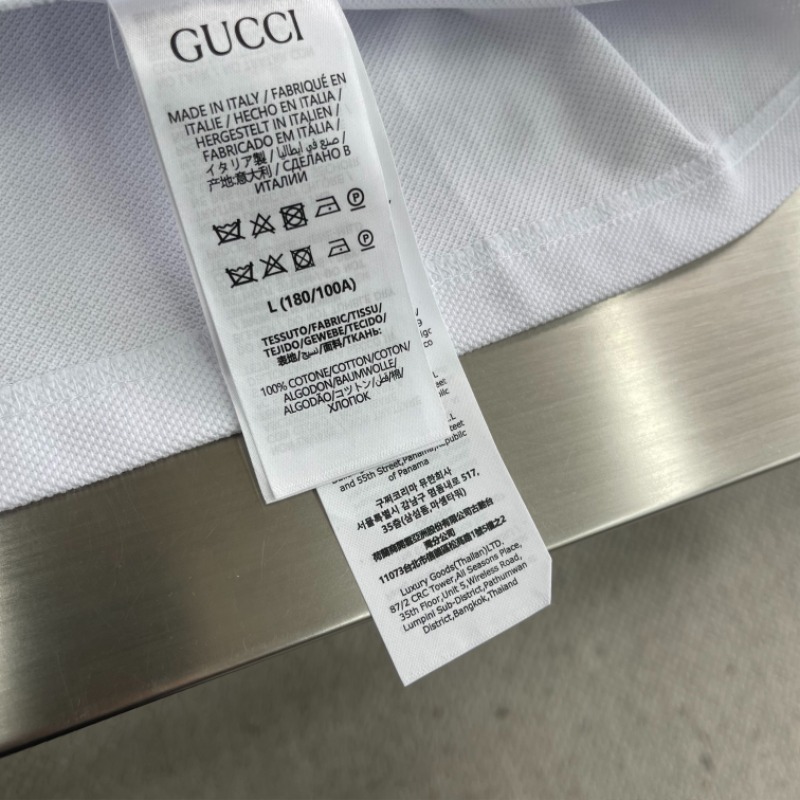 GUCCI
MADE IN ITALY / FABRIQUÉ EN
ITALIE / HECHO EN ITALIA /
HERGESTELT IN ITALIEN /
FABRICADO EM ITÁLIA /
イタリア製 / صنع في ايطاليا /
产地:意大利 / СДЕЛАНО В
ИТАЛИИ
P
P
L (180/100A)
TESSUTO/FABRIC/TISSU/
TEJIDO/GEWEBE/TECIDO/
表地/نسيج/面料/ТКАНЬ:
100% COTONE/COTTON/COTON/
ALGODON/BAUMWOLLE/
ALGODÃO/コットン/قطن/棉/
ХЛОПОК
and 55th Street,Panama,Republic
of Panama
구찌코리아 유한회사
서울특별시 강남구 영동대로 517,
35층(삼성동,아셈타워)
11073台北市信義區松高路1號5樓之2
Luxury Goods(Thailan)LTD.
87/2 CRC Tower,All Seasons Place,
35th Floor,Unit 5,Wireless Road,
Lumpini Sub-District,Pathumwan
District,Bangkok,Thailand